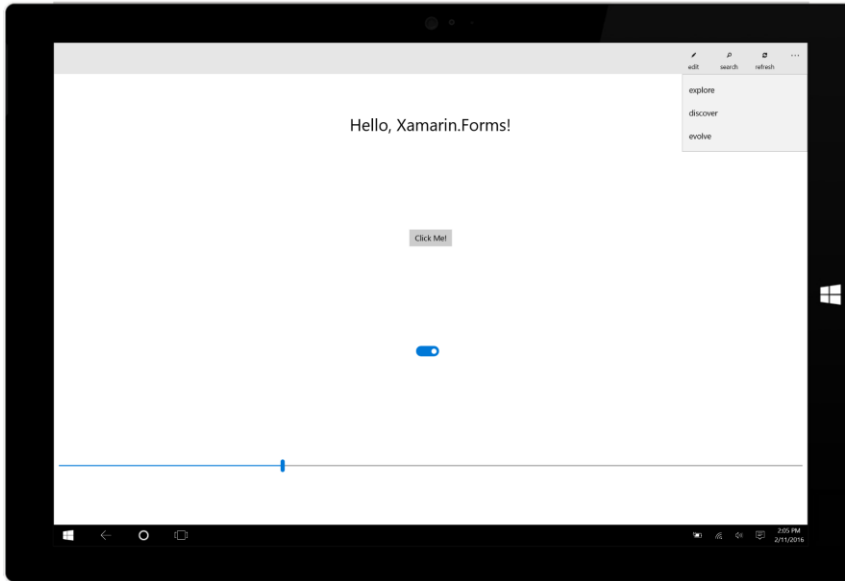 edit search refresh ...
explore
discover
evolve
Hello, Xamarin.Forms!
Click Me!
2:05 PM
2/11/2016